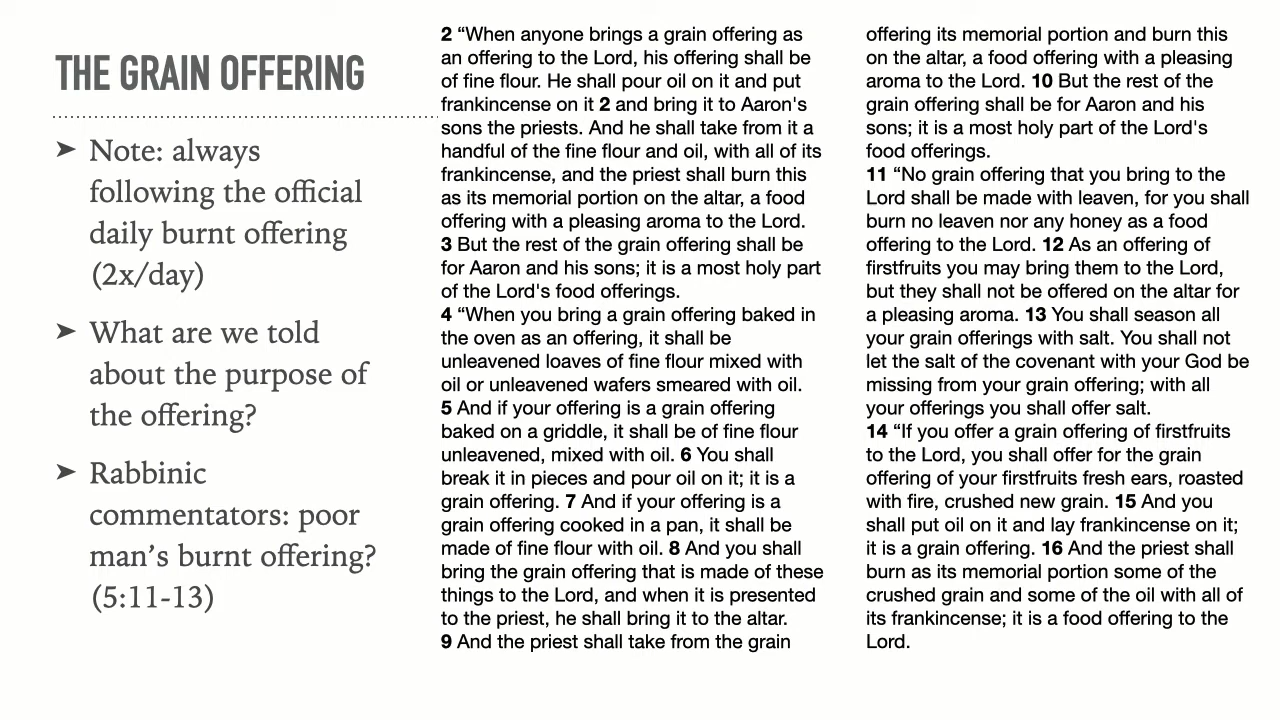 THE GRAIN OFFERING
➤ Note: always
following the official
daily burnt offering
(2x/day)
➤ What are we told
about the purpose of
the offering?
➤ Rabbinic
commentators: poor
man’s burnt offering?
(5:11-13)
2 “When anyone brings a grain offering as
an offering to the Lord, his offering shall be
of fine flour. He shall pour oil on it and put
frankincense on it 2 and bring it to Aaron's
sons the priests. And he shall take from it a
handful of the fine flour and oil, with all of its
frankincense, and the priest shall burn this
as its memorial portion on the altar, a food
offering with a pleasing aroma to the Lord.
3 But the rest of the grain offering shall be
for Aaron and his sons; it is a most holy part
of the Lord's food offerings.
4 “When you bring a grain offering baked in
the oven as an offering, it shall be
unleavened loaves of fine flour mixed with
oil or unleavened wafers smeared with oil.
5 And if your offering is a grain offering
baked on a griddle, it shall be of fine flour
unleavened, mixed with oil. 6 You shall
break it in pieces and pour oil on it; it is a
grain offering. 7 And if your offering is a
grain offering cooked in a pan, it shall be
made of fine flour with oil. 8 And you shall
bring the grain offering that is made of these
things to the Lord, and when it is presented
to the priest, he shall bring it to the altar.
9 And the priest shall take from the grain
offering its memorial portion and burn this
on the altar, a food offering with a pleasing
aroma to the Lord. 10 But the rest of the
grain offering shall be for Aaron and his
sons; it is a most holy part of the Lord's
food offerings.
11 “No grain offering that you bring to the
Lord shall be made with leaven, for you shall
burn no leaven nor any honey as a food
offering to the Lord. 12 As an offering of
firstfruits you may bring them to the Lord,
but they shall not be offered on the altar for
a pleasing aroma. 13 You shall season all
your grain offerings with salt. You shall not
let the salt of the covenant with your God be
missing from your grain offering; with all
your offerings you shall offer salt.
14 “If you offer a grain offering of firstfruits
to the Lord, you shall offer for the grain
offering of your firstfruits fresh ears, roasted
with fire, crushed new grain. 15 And you
shall put oil on it and lay frankincense on it;
it is a grain offering. 16 And the priest shall
burn as its memorial portion some of the
crushed grain and some of the oil with all of
its frankincense; it is a food offering to the
Lord.